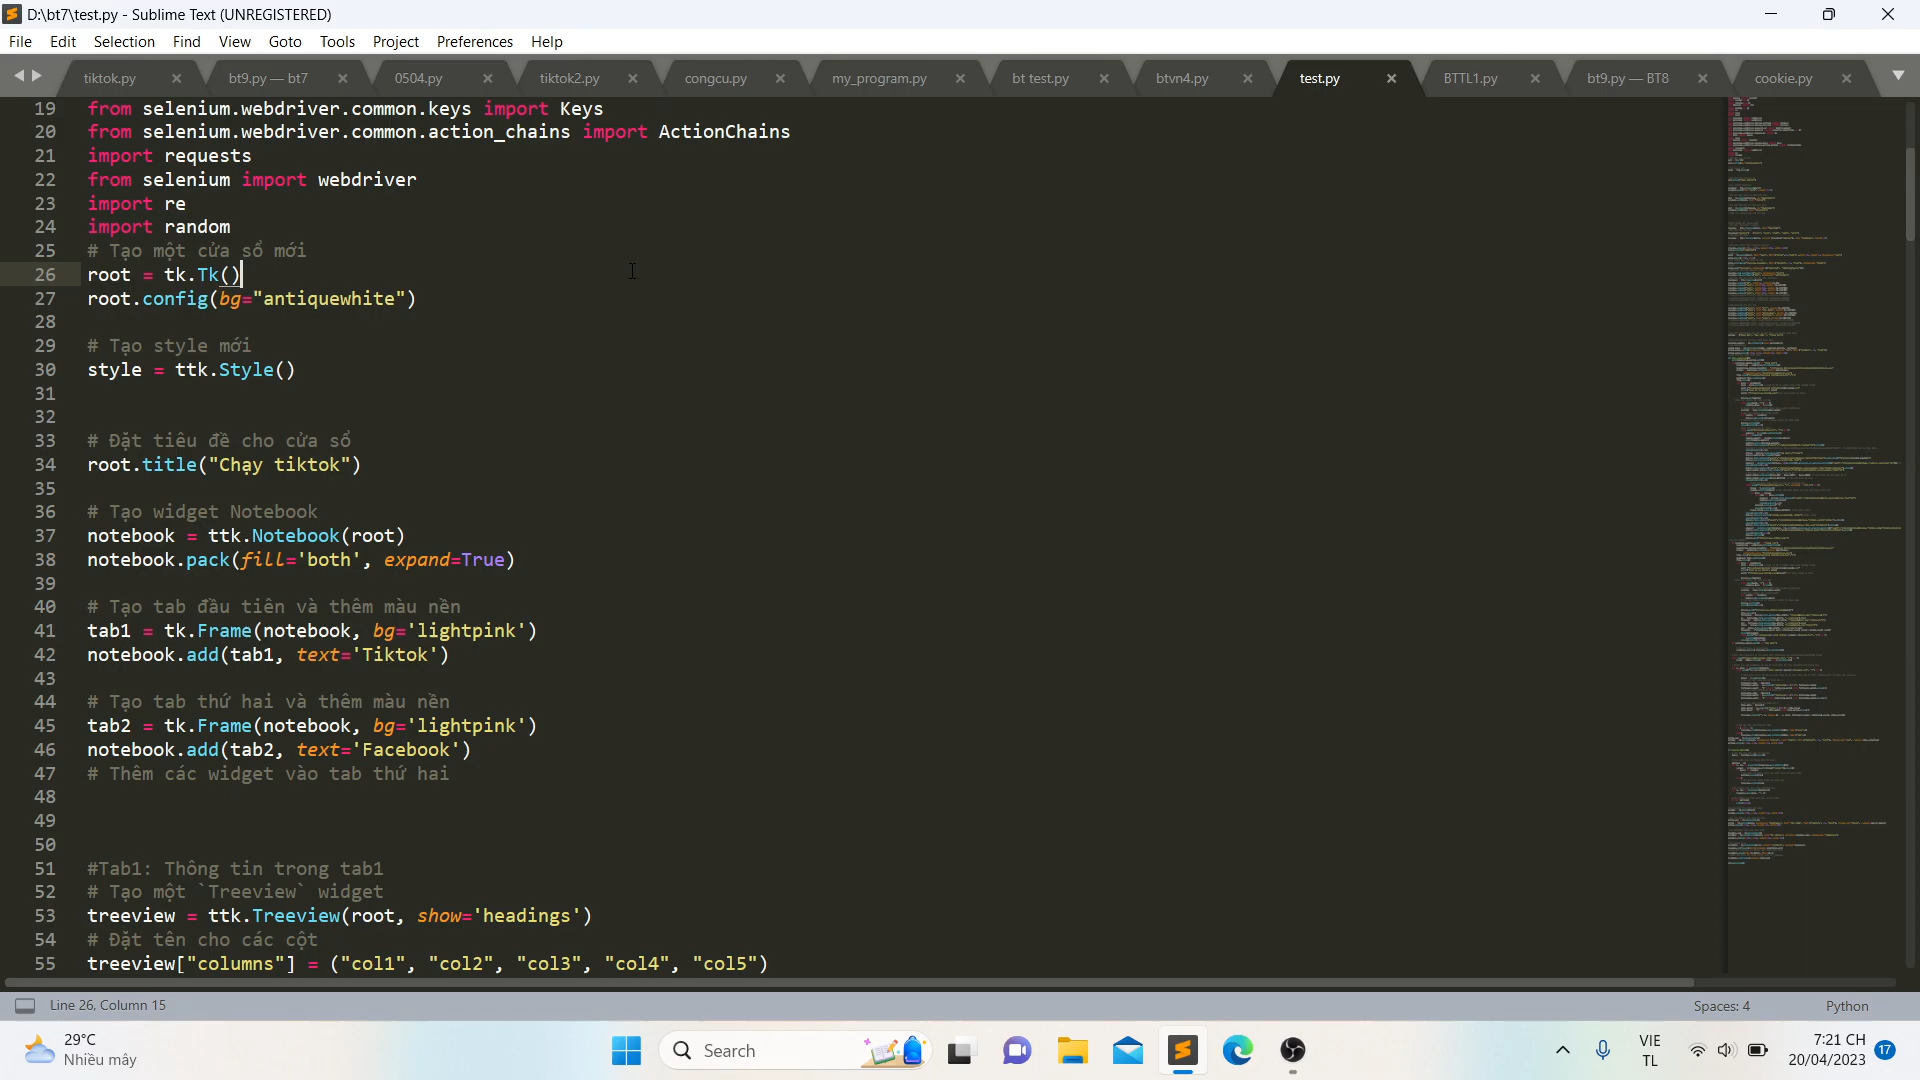 D:\bt7\test.py - Sublime Text (UNREGISTERED)
File Edit Selection Find View Goto Tools Project Preferences Help
tiktok.py bt9.py — bt7 0504.py tiktok2.py congcu.py my_program.py bt test.py btvn4.py test.py BTTL1.py bt9.py — BT8 cookie.py
19 from selenium.webdriver.common.keys import Keys
20 from selenium.webdriver.common.action_chains import ActionChains
21 import requests
22 from selenium import webdriver
23 import re
24 import random
25 # Tạo một cửa sổ mới
26 root = tk.Tk()
27 root.config(bg="antiquewhite")
28
29 # Tạo style mới
30 style = ttk.Style()
31
32
33 # Đặt tiêu đề cho cửa sổ
34 root.title("Chạy tiktok")
35
36 # Tạo widget Notebook
37 notebook = ttk.Notebook(root)
38 notebook.pack(fill='both', expand=True)
39
40 # Tạo tab đầu tiên và thêm màu nền
41 tab1 = tk.Frame(notebook, bg='lightpink')
42 notebook.add(tab1, text='Tiktok')
43
44 # Tạo tab thứ hai và thêm màu nền
45 tab2 = tk.Frame(notebook, bg='lightpink')
46 notebook.add(tab2, text='Facebook')
47 # Thêm các widget vào tab thứ hai
48
49
50
51 #Tab1: Thông tin trong tab1
52 # Tạo một `Treeview` widget
53 treeview = ttk.Treeview(root, show='headings')
54 # Đặt tên cho các cột
55 treeview["columns"] = ("col1", "col2", "col3", "col4", "col5")
Line 26, Column 15 Spaces: 4 Python
29°C
Nhiều mây
Search
VIE
TL
7:21 CH
20/04/2023
17